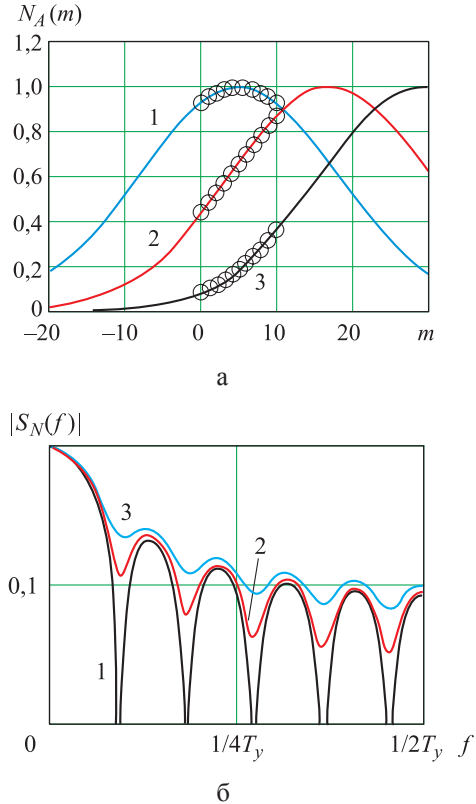 N_A(m)
1,2
1,0
0,8
0,6
0,4
0,2
0
1
2
3
–20
–10
0
10
20
m
а
|S_N(f)|
3
2
0,1
1
0
1/4T_y
1/2T_y
f
б